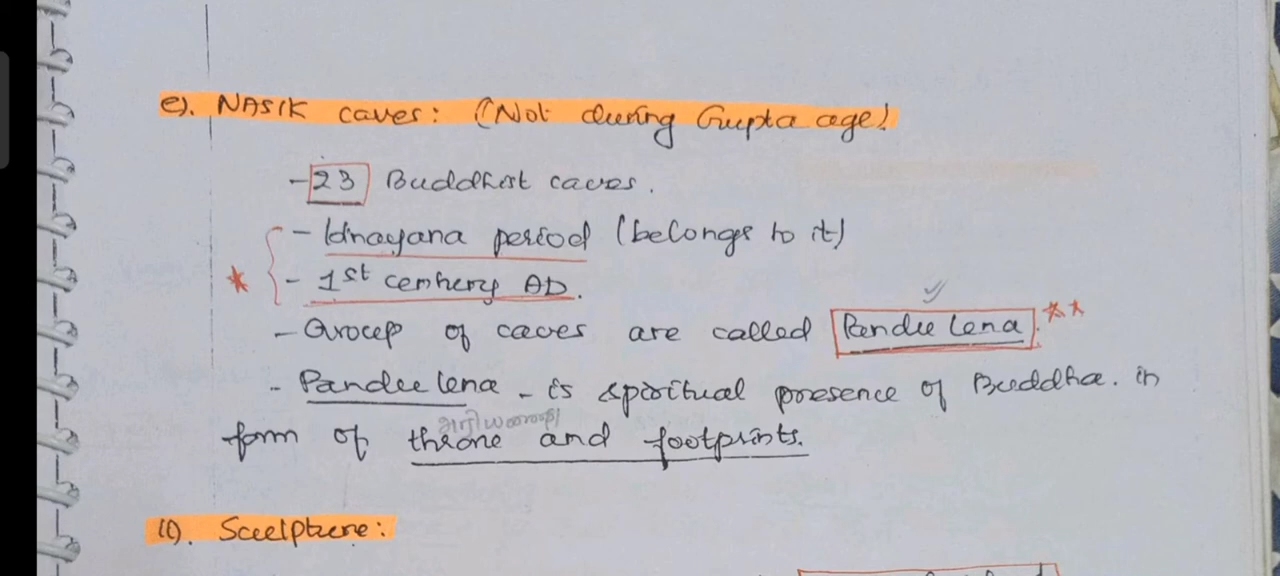 e). NASIK caves: (Not during Gupta age)
- 23 Buddhist caves.
- Hinayana period (belongs to it)
- 1st century AD.
- Group of caves are called Pandu Lena.
- Pandu Lena - is spiritual presence of Buddha. in
form of throne and footprints.
Sculpture: